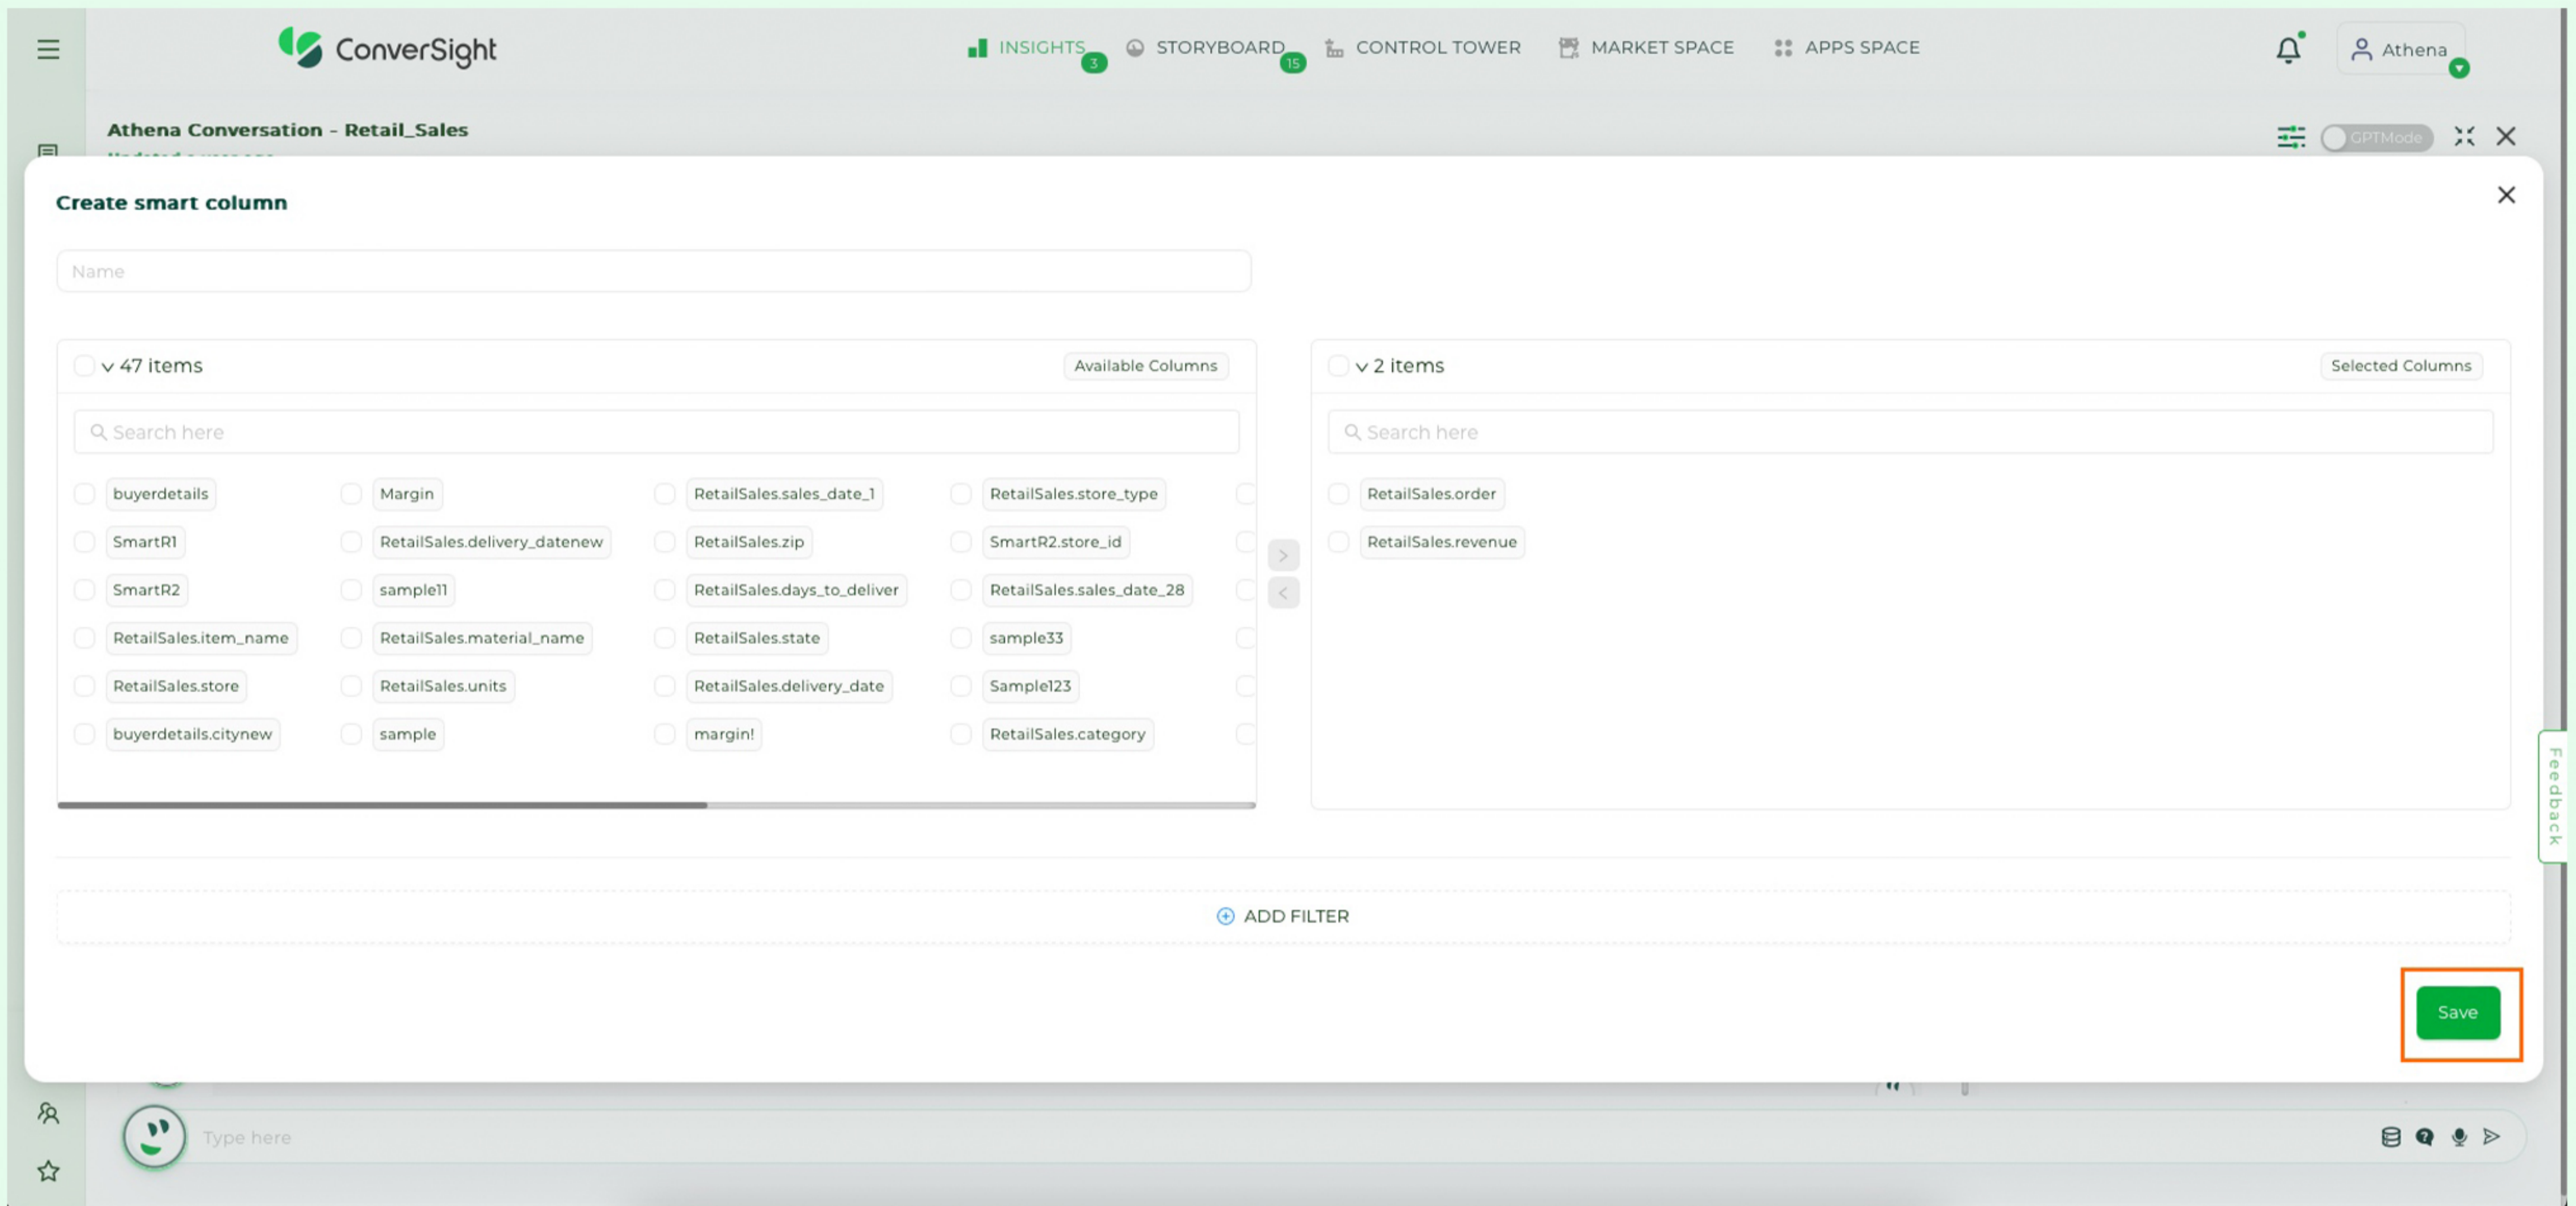 ConverSight
INSIGHTS 3 STORYBOARD 15 CONTROL TOWER MARKET SPACE APPS SPACE
Athena
Athena Conversation - Retail_Sales
GPTMode
Create smart column
Name
47 items Available Columns
2 items Selected Columns
Search here
Search here
buyerdetails Margin RetailSales.sales_date_1 RetailSales.store_type
RetailSales.order
SmartR1 RetailSales.delivery_datenew RetailSales.zip SmartR2.store_id
RetailSales.revenue
SmartR2 sample11 RetailSales.days_to_deliver RetailSales.sales_date_28
RetailSales.item_name RetailSales.material_name RetailSales.state sample33
RetailSales.store RetailSales.units RetailSales.delivery_date Sample123
buyerdetails.citynew sample margin! RetailSales.category
Feedback
ADD FILTER
Save
Type here